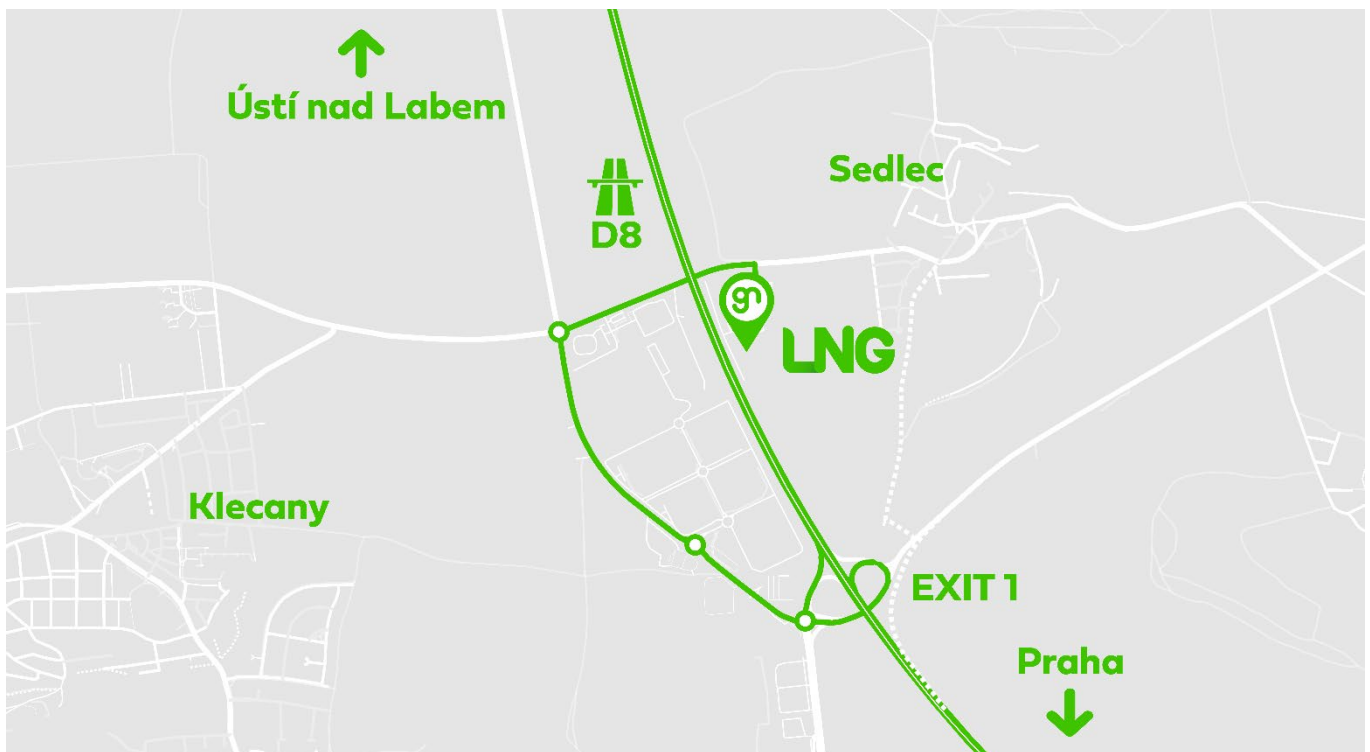 Ústí nad Labem
D8
Sedlec
gn
LNG
Klecany
EXIT 1
Praha